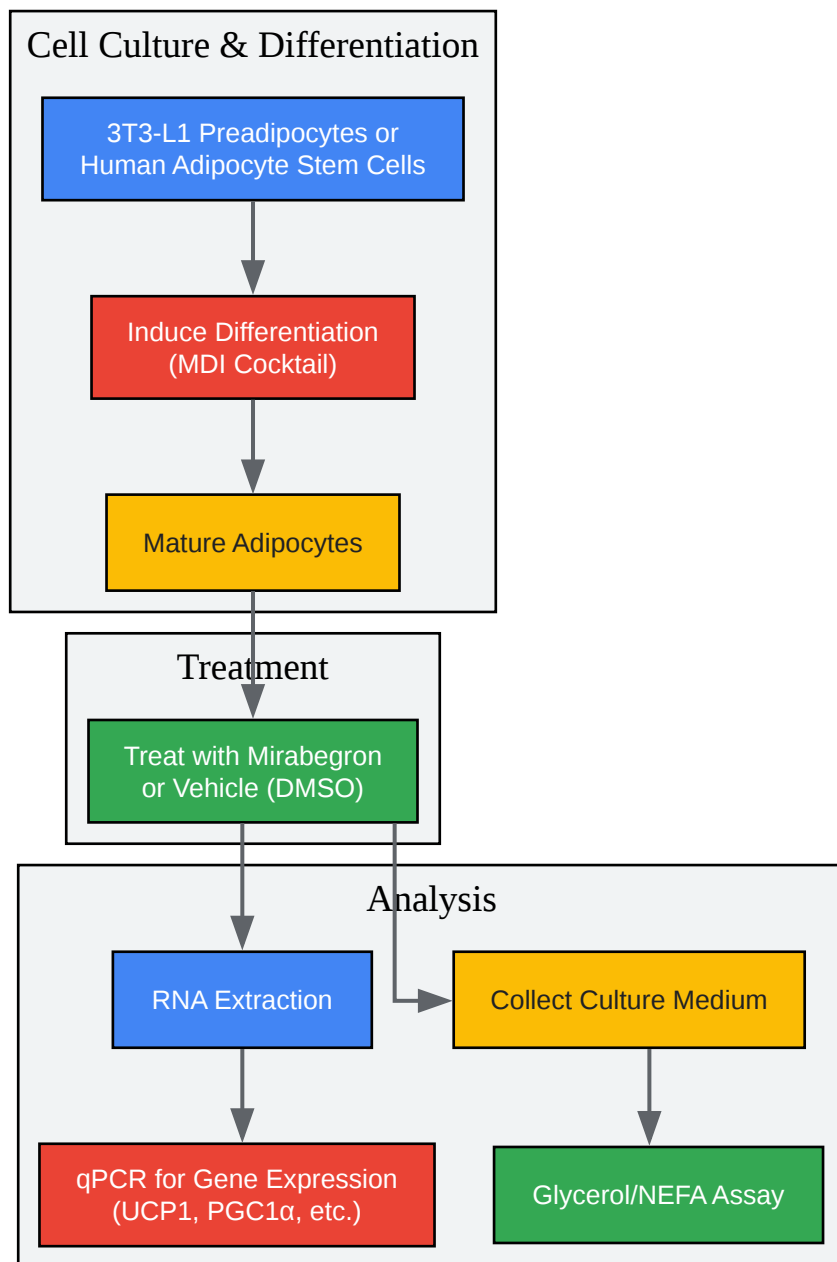 Cell Culture & Differentiation
3T3-L1 Preadipocytes or
Human Adipocyte Stem Cells
Induce Differentiation
(MDI Cocktail)
Mature Adipocytes
Treatment
Treat with Mirabegron
or Vehicle (DMSO)
Analysis
RNA Extraction
Collect Culture Medium
qPCR for Gene Expression
(UCP1, PGC1α, etc.)
Glycerol/NEFA Assay